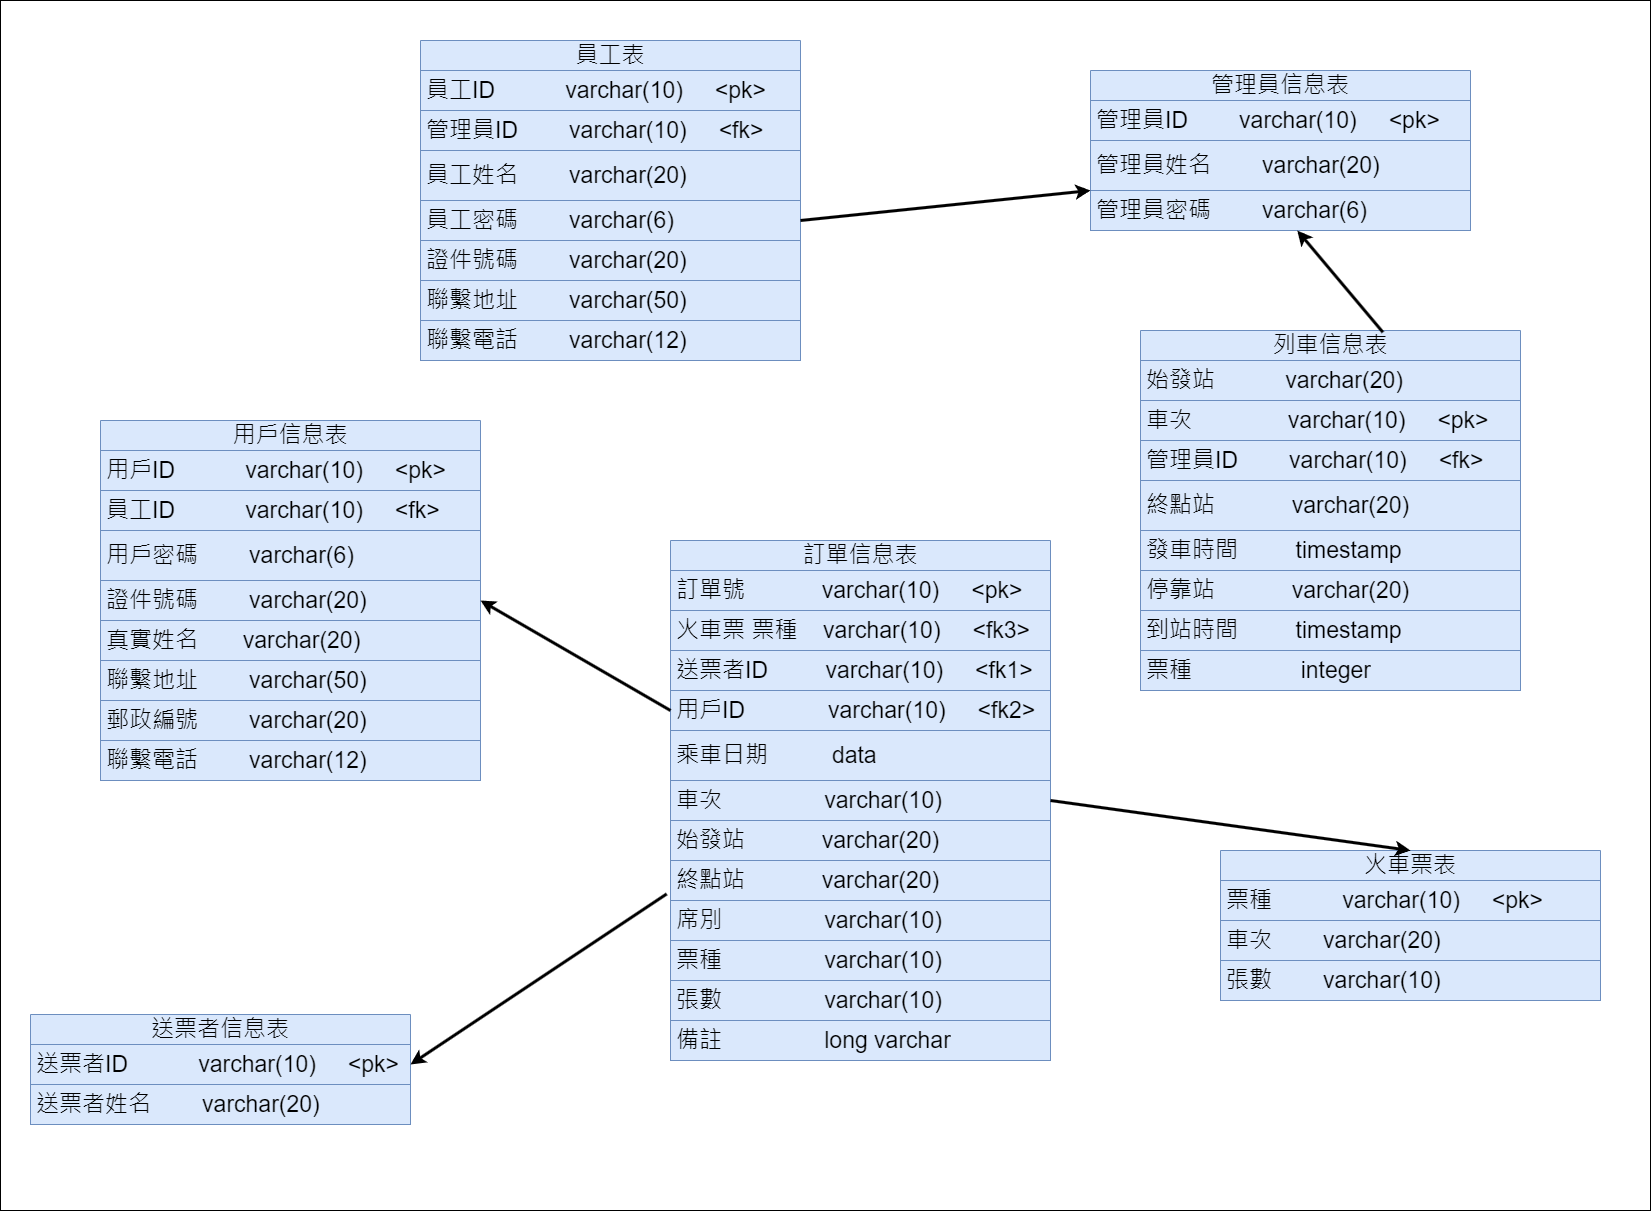 員工表
員工ID varchar(10) <pk>
管理員ID varchar(10) <fk>
員工姓名 varchar(20)
員工密碼 varchar(6)
證件號碼 varchar(20)
聯繫地址 varchar(50)
聯繫電話 varchar(12)
管理員信息表
管理員ID varchar(10) <pk>
管理員姓名 varchar(20)
管理員密碼 varchar(6)
列車信息表
始發站 varchar(20)
車次 varchar(10) <pk>
管理員ID varchar(10) <fk>
終點站 varchar(20)
發車時間 timestamp
停靠站 varchar(20)
到站時間 timestamp
票種 integer
用戶信息表
用戶ID varchar(10) <pk>
員工ID varchar(10) <fk>
用戶密碼 varchar(6)
證件號碼 varchar(20)
真實姓名 varchar(20)
聯繫地址 varchar(50)
郵政編號 varchar(20)
聯繫電話 varchar(12)
訂單信息表
訂單號 varchar(10) <pk>
火車票 票種 varchar(10) <fk3>
送票者ID varchar(10) <fk1>
用戶ID varchar(10) <fk2>
乘車日期 data
車次 varchar(10)
始發站 varchar(20)
終點站 varchar(20)
席別 varchar(10)
票種 varchar(10)
張數 varchar(10)
備註 long varchar
火車票表
票種 varchar(10) <pk>
車次 varchar(20)
張數 varchar(10)
送票者信息表
送票者ID varchar(10) <pk>
送票者姓名 varchar(20)